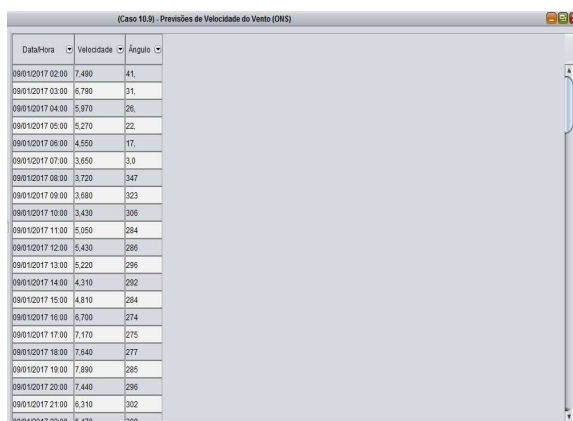 (Caso 10.9) - Previsões de Velocidade do Vento (ONS)
Data/Hora Velocidade Ângulo
09/01/2017 02:00 7,490 41,
09/01/2017 03:00 6,790 31,
09/01/2017 04:00 5,970 26,
09/01/2017 05:00 5,270 22,
09/01/2017 06:00 4,550 17,
09/01/2017 07:00 3,650 3,0
09/01/2017 08:00 3,720 347
09/01/2017 09:00 3,680 323
09/01/2017 10:00 3,430 306
09/01/2017 11:00 5,050 284
09/01/2017 12:00 5,430 286
09/01/2017 13:00 5,220 296
09/01/2017 14:00 4,310 292
09/01/2017 15:00 4,810 284
09/01/2017 16:00 6,700 274
09/01/2017 17:00 7,170 275
09/01/2017 18:00 7,640 277
09/01/2017 19:00 7,890 285
09/01/2017 20:00 7,440 296
09/01/2017 21:00 6,310 302